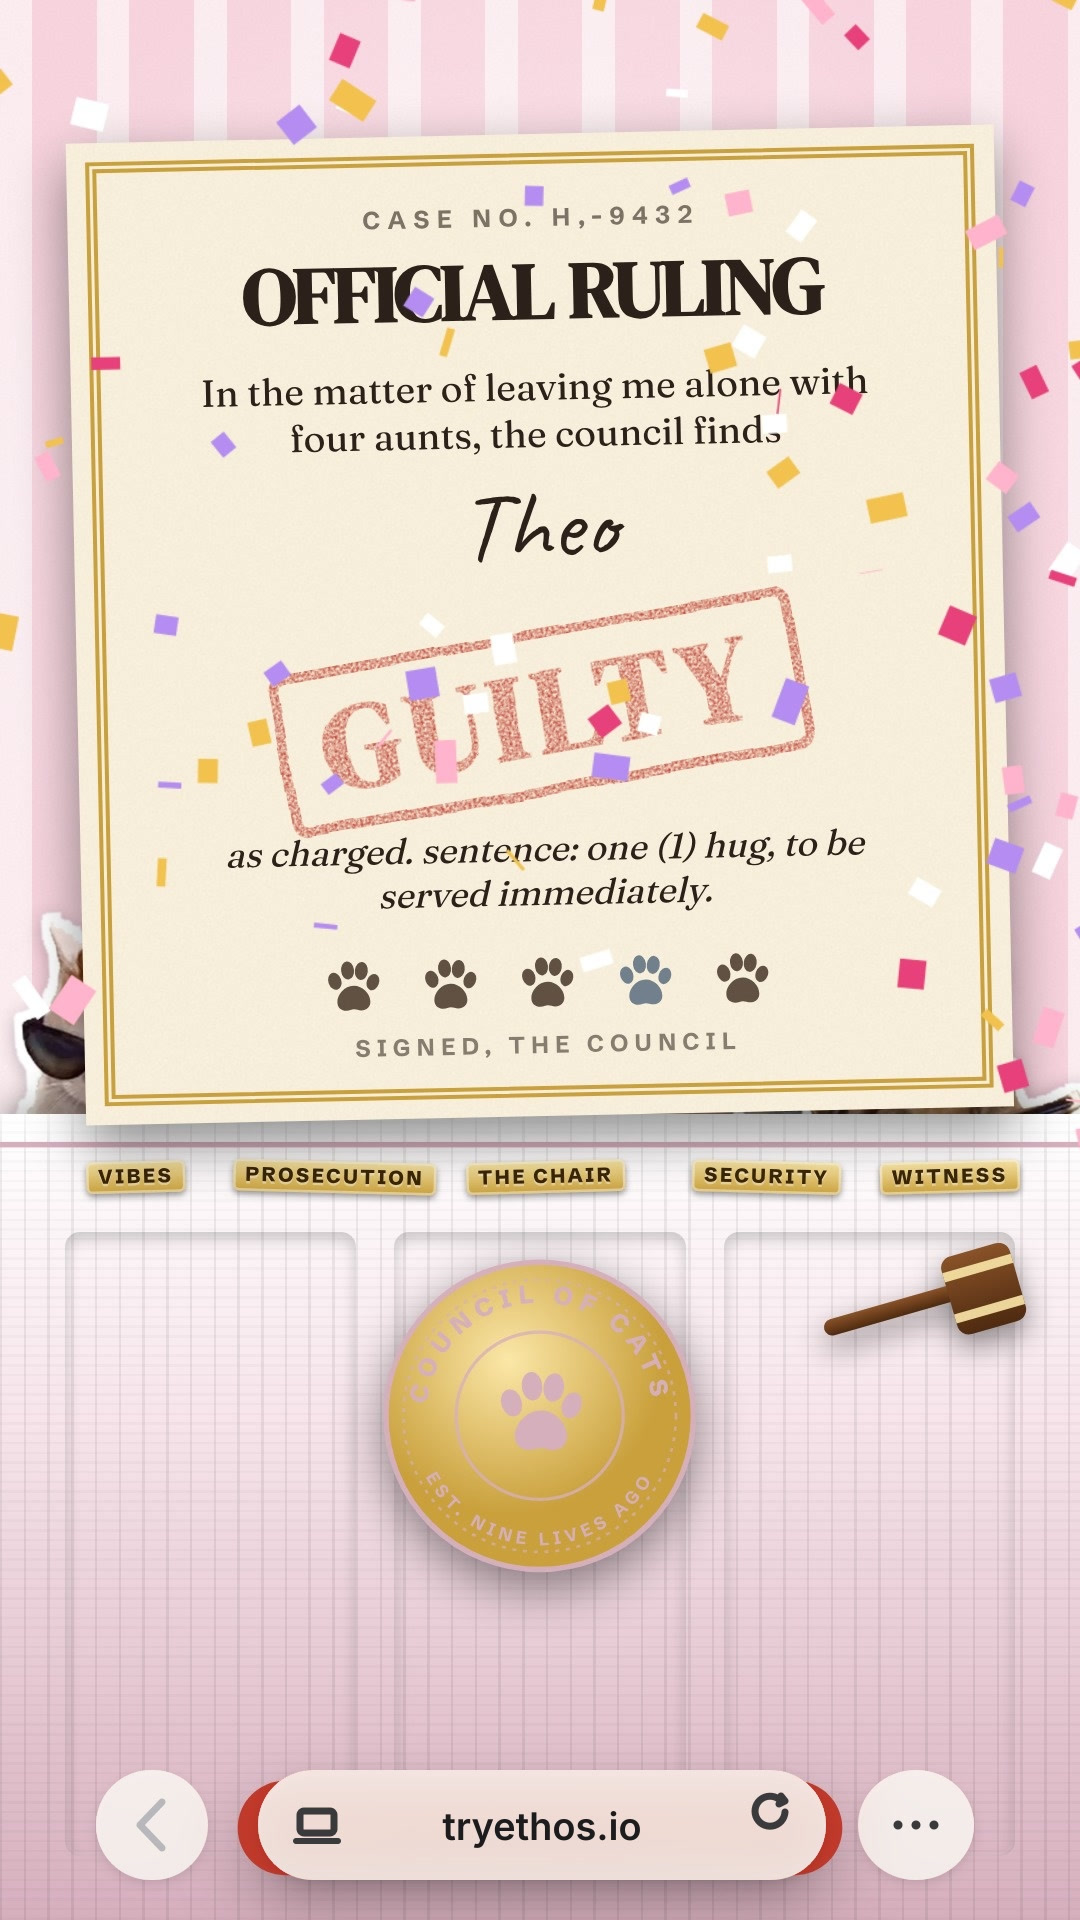 CASE NO. H,-9432
OFFICIAL RULING
In the matter of leaving me alone with
four aunts, the council finds
Theo
GUILTY
as charged. sentence: one (1) hug, to be
served immediately.
SIGNED, THE COUNCIL
VIBES
PROSECUTION
THE CHAIR
SECURITY
WITNESS
COUNCIL OF CATS
EST. NINE LIVES AGO
tryethos.io